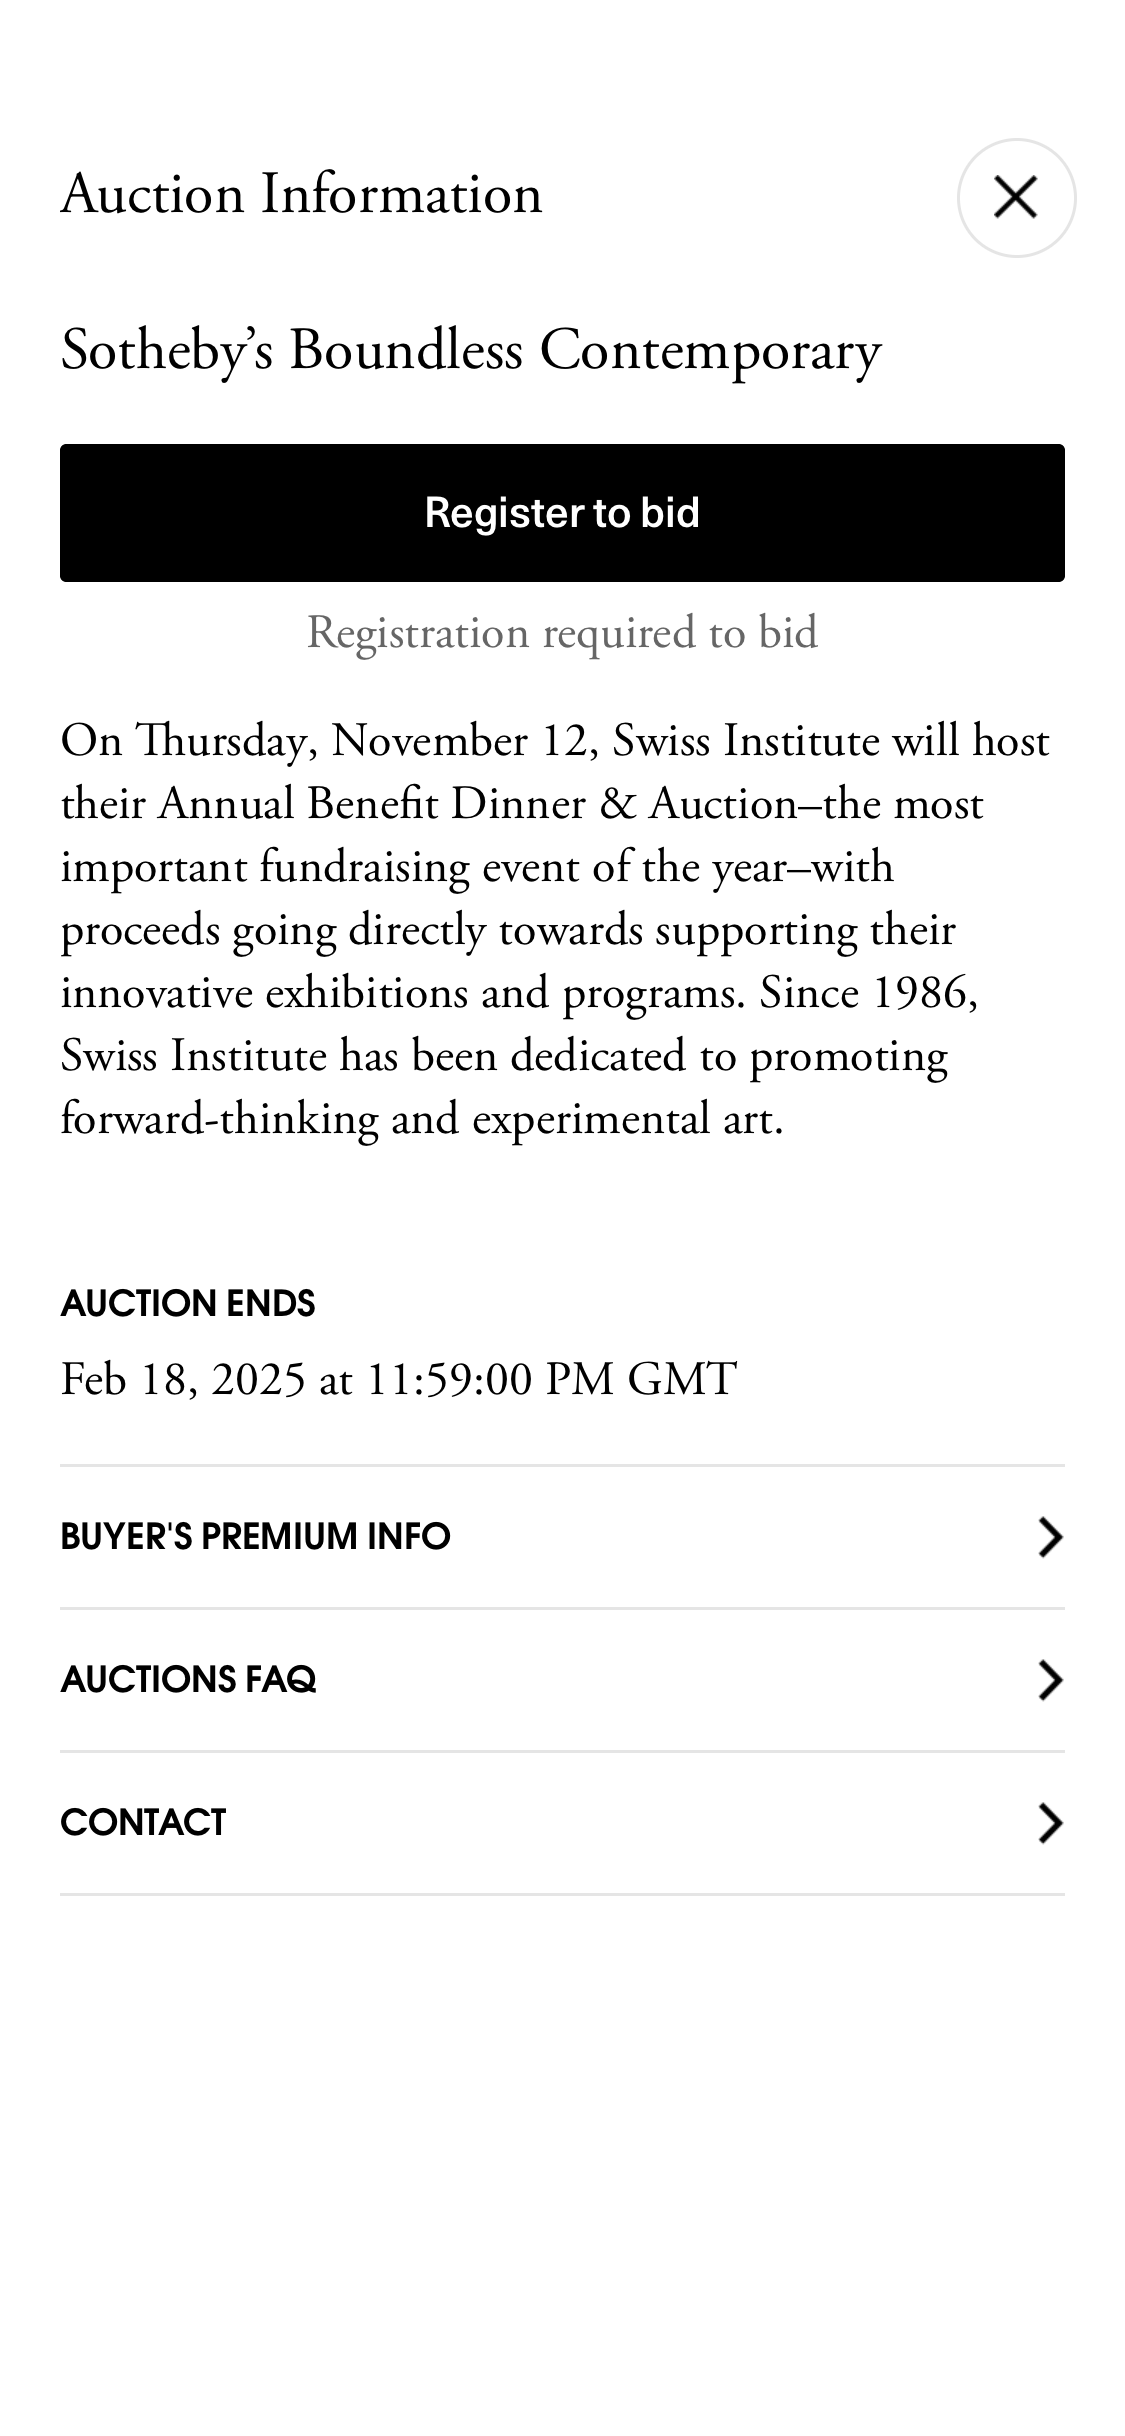 Auction Information
Sotheby’s Boundless Contemporary
Register to bid
Registration required to bid
On Thursday, November 12, Swiss Institute will host
their Annual Benefit Dinner & Auction–the most
important fundraising event of the year–with
proceeds going directly towards supporting their
innovative exhibitions and programs. Since 1986,
Swiss Institute has been dedicated to promoting
forward-thinking and experimental art.
AUCTION ENDS
Feb 18, 2025 at 11:59:00 PM GMT
BUYER'S PREMIUM INFO
AUCTIONS FAQ
CONTACT